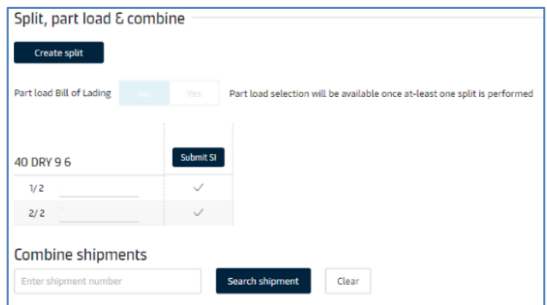 Split, part load & combine
Create split
Part load Bill of Lading No Yes Part load selection will be available once at-least one split is performed
40 DRY 9 6 Submit SI
1/ 2
2/ 2
Combine shipments
Enter shipment number Search shipment Clear